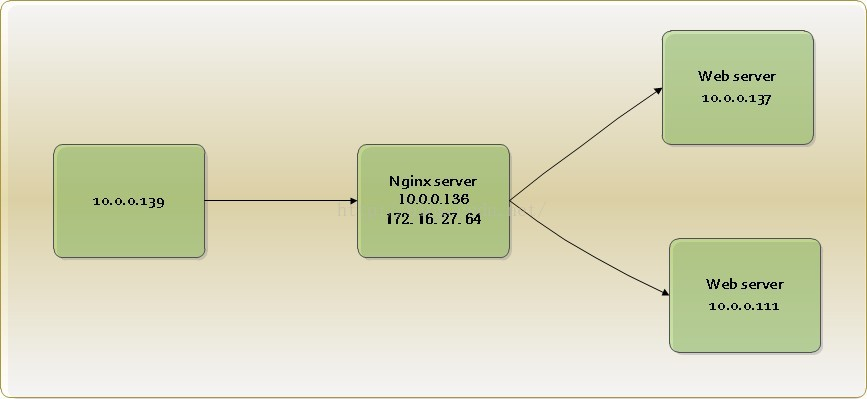 10.0.0.139
Nginx server
10.0.0.136
172. 16. 27. 64
Web server
10.0.0.137
Web server
10.0.0.111